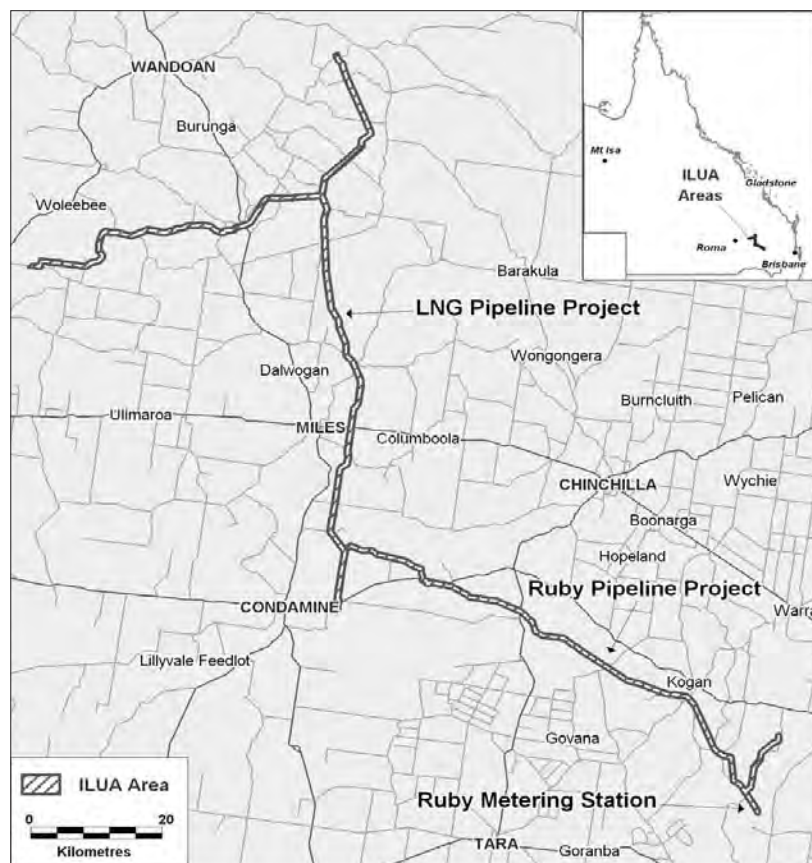 WANDOAN
Burunga
Mt Isa
ILUA
Areas
Gladstone
Woleebee
Roma
Brisbane
Barakula
LNG Pipeline Project
Wongongera
Dalwogan
Burncluith
Pelican
Ulimaroa
MILES
Columboola
CHINCHILLA
Wychie
Boonarga
Hopeland
Ruby Pipeline Project
CONDAMINE
Warra
Lillyvale Feedlot
Kogan
Govana
ILUA Area
Ruby Metering Station
0
20
Kilometres
TARA
Goranba